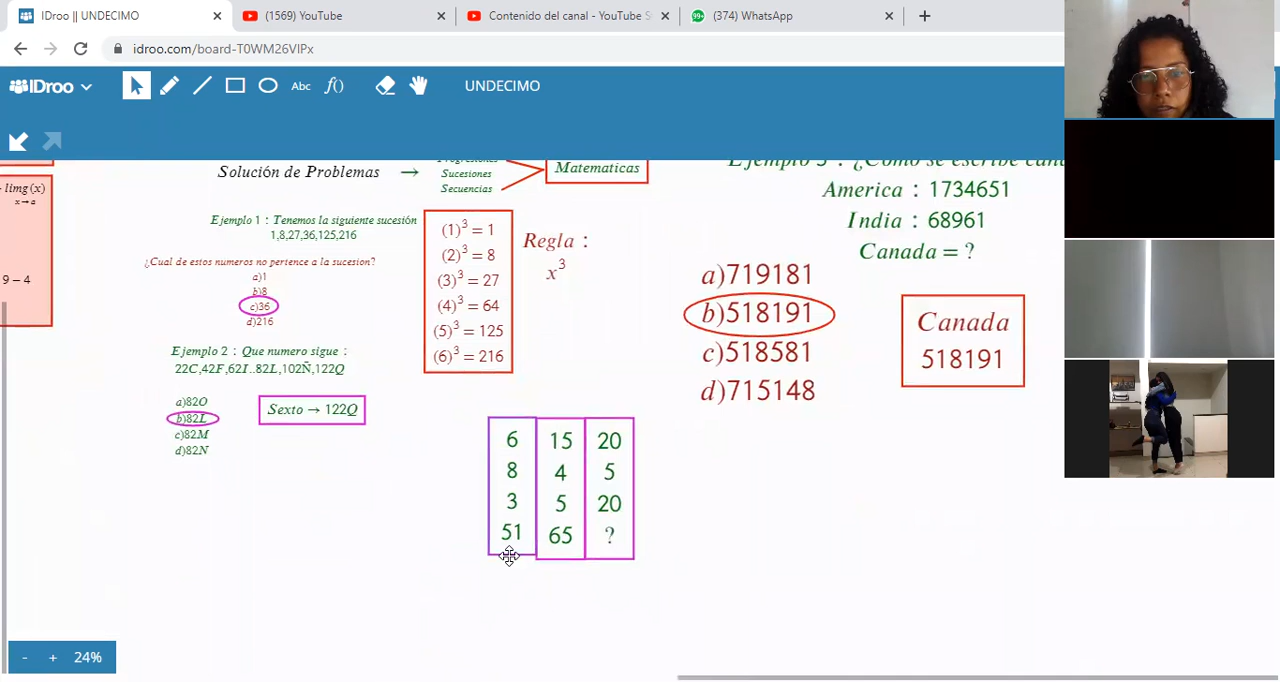 IDroo || UNDECIMO
(1569) YouTube
Contenido del canal - YouTube S
99+
(374) WhatsApp
idroo.com/board-T0WM26VIPx
IDroo
Abc
f()
UNDECIMO
Solución de Problemas →
Sucesiones
Secuencias
Matematicas
limg(x)
x→a
9 − 4
Ejemplo 1 : Tenemos la siguiente sucesión
1,8,27,36,125,216
¿Cual de estos numeros no pertence a la sucesion?
a)1
b)8
c)36
d)216
(1)³ = 1
(2)³ = 8
(3)³ = 27
(4)³ = 64
(5)³ = 125
(6)³ = 216
Regla :
x³
Ejemplo 2 : Que numero sigue :
22C,42F,62I..82L,102Ñ,122Q
a)82O
b)82L
c)82M
d)82N
Sexto → 122Q
6 15 20
8 4 5
3 5 20
51 65 ?
America : 1734651
India : 68961
Canada = ?
a)719181
b)518191
c)518581
d)715148
Canada
518191
- + 24%